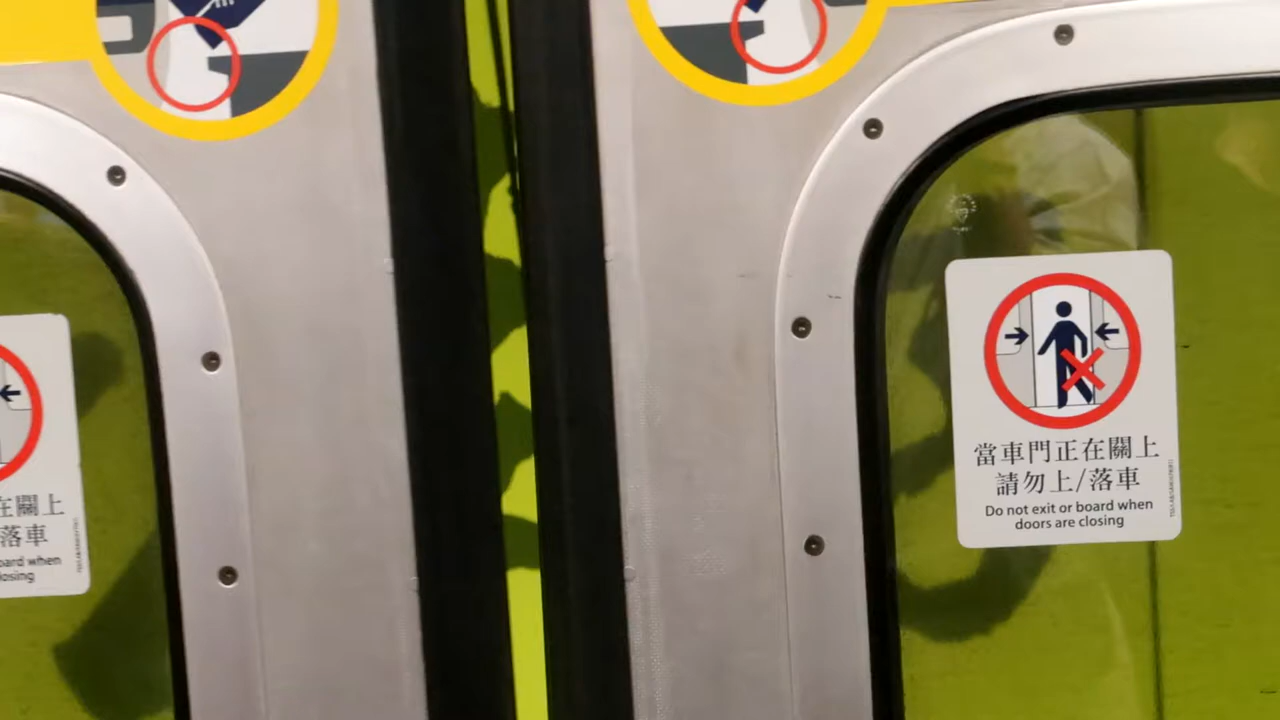 當車門正在關上
請勿上/落車
Do not exit or board when
doors are closing
在關上
落車
oard when
losing